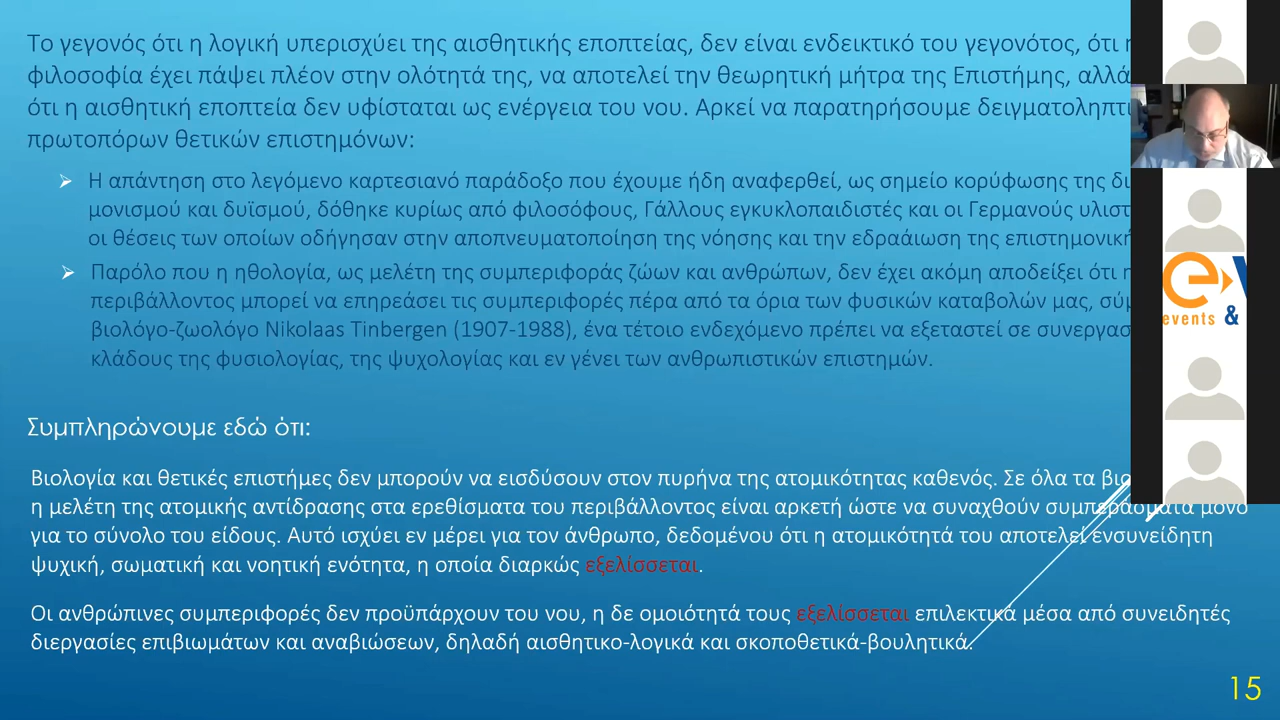 Το γεγονός ότι η λογική υπερισχύει της αισθητικής εποπτείας, δεν είναι ενδεικτικό του γεγονότος, ότι η
φιλοσοφία έχει πάψει πλέον στην ολότητά της, να αποτελεί την θεωρητική μήτρα της Επιστήμης, αλλά
ότι η αισθητική εποπτεία δεν υφίσταται ως ενέργεια του νου. Αρκεί να παρατηρήσουμε
πρωτοπόρων θετικών επιστημόνων:
Η απάντηση στο λεγόμενο καρτεσιανό παράδοξο που έχουμε ήδη αναφερθεί, ως σημείο κορύφωσης της
μονισμού και δυϊσμού, δόθηκε κυρίως από φιλοσόφους, Γάλλους εγκυκλοπαιδιστές και οι Γερμανούς
οι θέσεις των οποίων οδήγησαν στην αποπνευματοποίηση της νόησης και την εδραάιωση της
Παρόλο που η ηθολογία, ως μελέτη της συμπεριφοράς ζώων και ανθρώπων, δεν έχει ακόμη αποδείξει ότι η
περιβάλλοντος μπορεί να επηρεάσει τις συμπεριφορές πέρα από τα όρια των φυσικών καταβολών μας,
βιολόγο-ζωολόγο Nikolaas Tinbergen (1907-1988), ένα τέτοιο ενδεχόμενο πρέπει να εξεταστεί σε
κλάδους της φυσιολογίας, της ψυχολογίας και εν γένει των ανθρωπιστικών επιστημών.
Συμπληρώνουμε εδώ ότι:
Βιολογία και θετικές επιστήμες δεν μπορούν να εισδύσουν στον πυρήνα της ατομικότητας καθενός. Σε όλα τα
η μελέτη της ατομικής αντίδρασης στα ερεθίσματα του περιβάλλοντος είναι αρκετή ώστε να συναχθούν συμπεράσματα μόνο
για το σύνολο του είδους. Αυτό ισχύει εν μέρει για τον άνθρωπο, δεδομένου ότι η ατομικότητά του αποτελεί ενσυνείδητη
ψυχική, σωματική και νοητική ενότητα, η οποία διαρκώς εξελίσσεται.
Οι ανθρώπινες συμπεριφορές δεν προϋπάρχουν του νου, η δε ομοιότητά τους εξελίσσεται επιλεκτικά μέσα από συνειδητές
διεργασίες επιβιωμάτων και αναβιώσεων, δηλαδή αισθητικο-λογικά και σκοποθετικά-βουλητικά.
15
events &